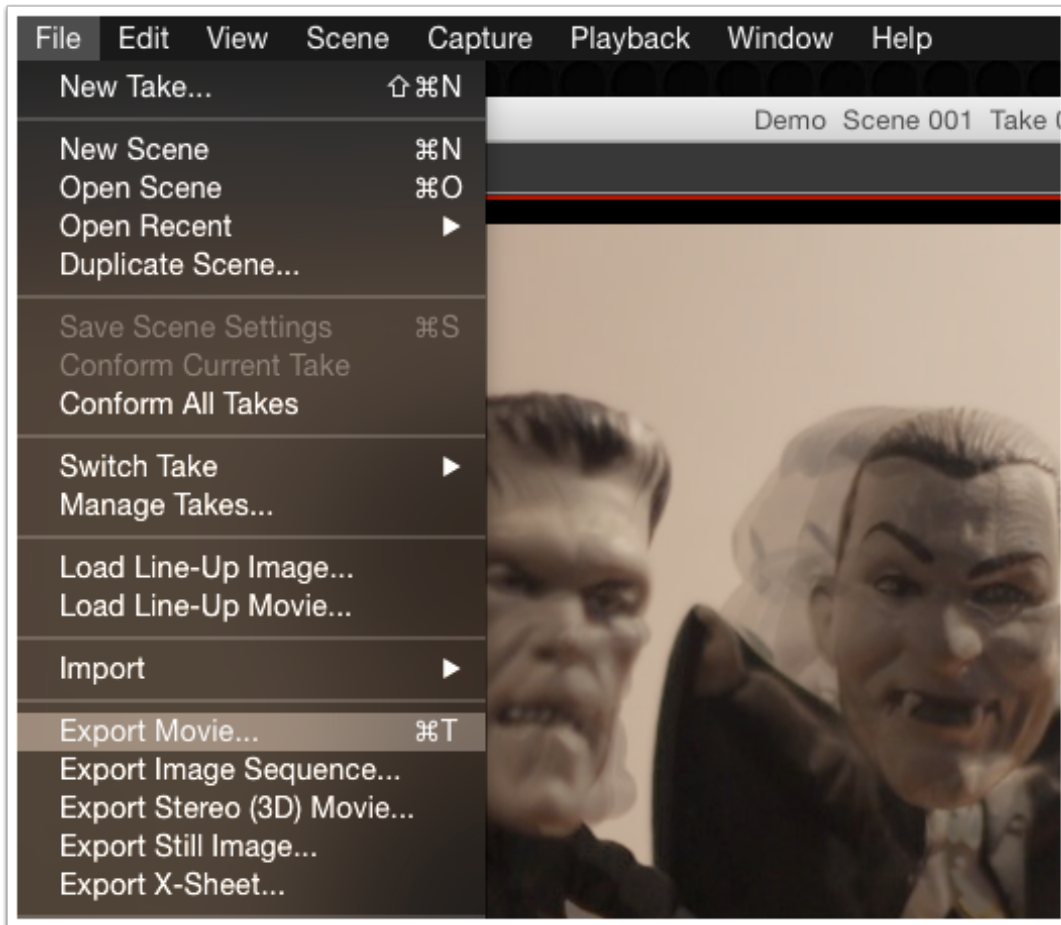 File Edit View Scene Capture Playback Window Help
New Take... ⇧⌘N
Demo Scene 001 Take
New Scene ⌘N
Open Scene ⌘O
Open Recent ▶
Duplicate Scene...
Save Scene Settings ⌘S
Conform Current Take
Conform All Takes
Switch Take ▶
Manage Takes...
Load Line-Up Image...
Load Line-Up Movie...
Import ▶
Export Movie... ⌘T
Export Image Sequence...
Export Stereo (3D) Movie...
Export Still Image...
Export X-Sheet...